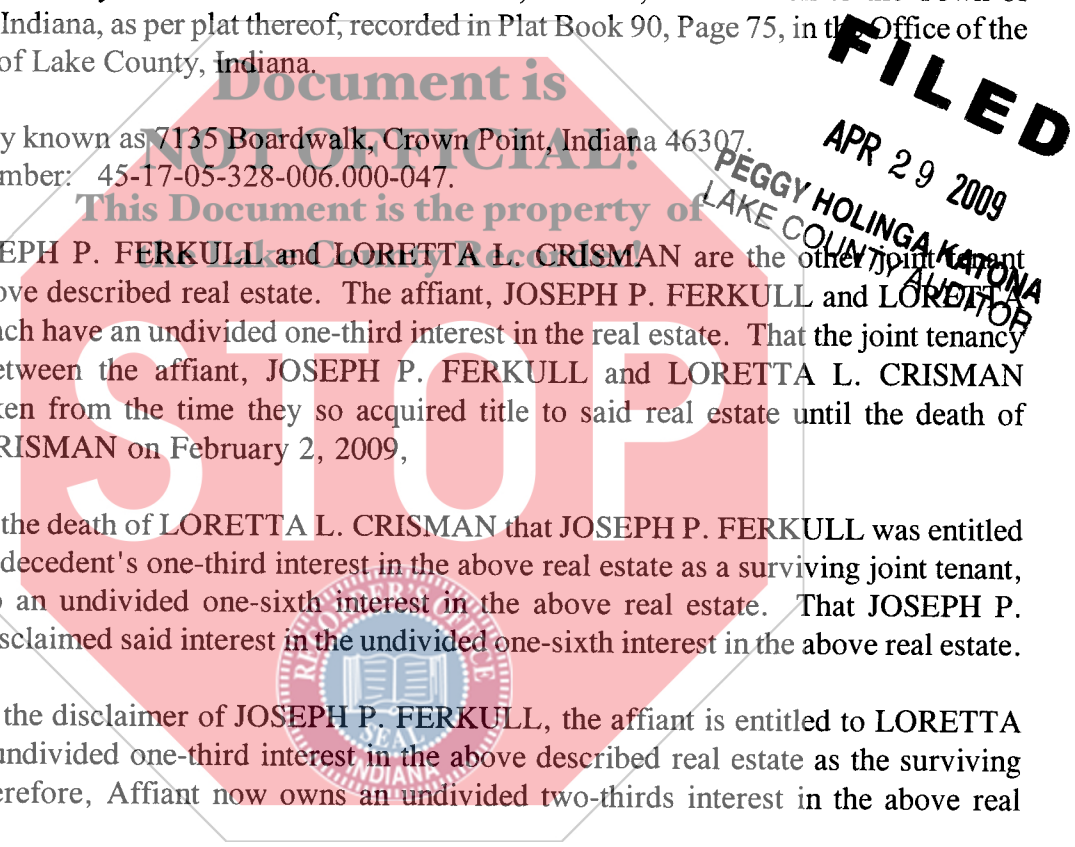 Indiana, as per plat thereof, recorded in Plat Book 90, Page 75, in the Office of the
of Lake County, Indiana.
FILED
APR 29 2009
PEGGY HOLINGA KATONA
LAKE COUNTY AUDITOR
Document is
NOT OFFICIAL!
This Document is the property of
the Lake County Recorder!
y known as 7135 Boardwalk, Crown Point, Indiana 46307.
mber: 45-17-05-328-006.000-047.
EPH P. FERKULL and LORETTA L. CRISMAN are the other joint tenant
ove described real estate. The affiant, JOSEPH P. FERKULL and LORETTA
ach have an undivided one-third interest in the real estate. That the joint tenancy
etween the affiant, JOSEPH P. FERKULL and LORETTA L. CRISMAN
ken from the time they so acquired title to said real estate until the death of
RISMAN on February 2, 2009,
STOP
the death of LORETTA L. CRISMAN that JOSEPH P. FERKULL was entitled
decedent's one-third interest in the above real estate as a surviving joint tenant,
o an undivided one-sixth interest in the above real estate. That JOSEPH P.
sclaimed said interest in the undivided one-sixth interest in the above real estate.
the disclaimer of JOSEPH P. FERKULL, the affiant is entitled to LORETTA
undivided one-third interest in the above described real estate as the surviving
erefore, Affiant now owns an undivided two-thirds interest in the above real
RECORDER'S OFFICE
SEAL
INDIANA